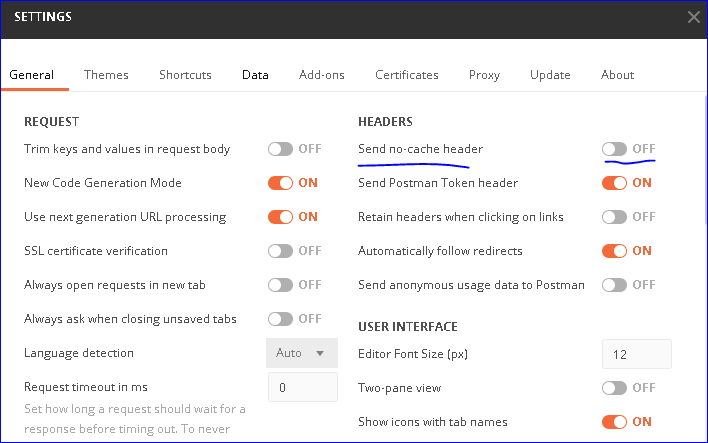 SETTINGS
General Themes Shortcuts Data Add-ons Certificates Proxy Update About
REQUEST
Trim keys and values in request body OFF
New Code Generation Mode ON
Use next generation URL processing ON
SSL certificate verification OFF
Always open requests in new tab OFF
Always ask when closing unsaved tabs OFF
Language detection Auto
Request timeout in ms 0
Set how long a request should wait for a
response before timing out. To never
HEADERS
Send no-cache header OFF
Send Postman Token header ON
Retain headers when clicking on links OFF
Automatically follow redirects ON
Send anonymous usage data to Postman OFF
USER INTERFACE
Editor Font Size (px) 12
Two-pane view OFF
Show icons with tab names ON